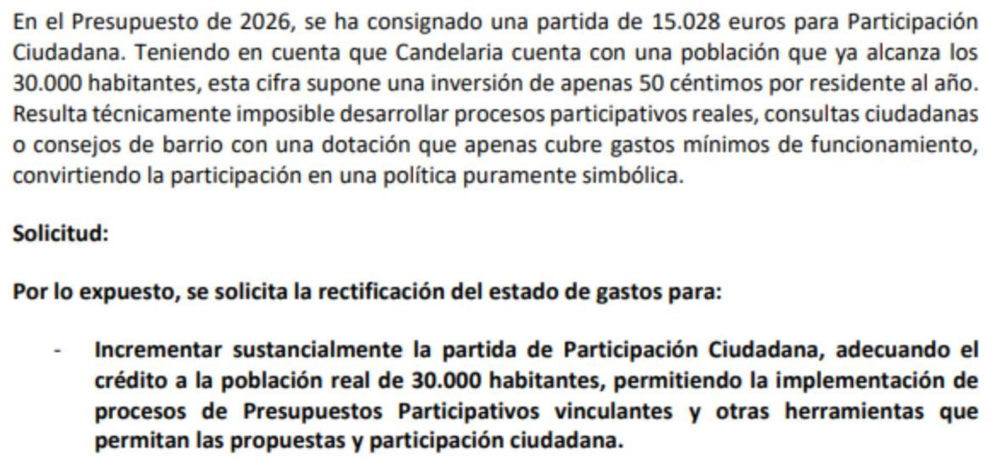 En el Presupuesto de 2026, se ha consignado una partida de 15.028 euros para Participación
Ciudadana. Teniendo en cuenta que Candelaria cuenta con una población que ya alcanza los
30.000 habitantes, esta cifra supone una inversión de apenas 50 céntimos por residente al año.
Resulta técnicamente imposible desarrollar procesos participativos reales, consultas ciudadanas
o consejos de barrio con una dotación que apenas cubre gastos mínimos de funcionamiento,
convirtiendo la participación en una política puramente simbólica.
Solicitud:
Por lo expuesto, se solicita la rectificación del estado de gastos para:
- Incrementar sustancialmente la partida de Participación Ciudadana, adecuando el
crédito a la población real de 30.000 habitantes, permitiendo la implementación de
procesos de Presupuestos Participativos vinculantes y otras herramientas que
permitan las propuestas y participación ciudadana.